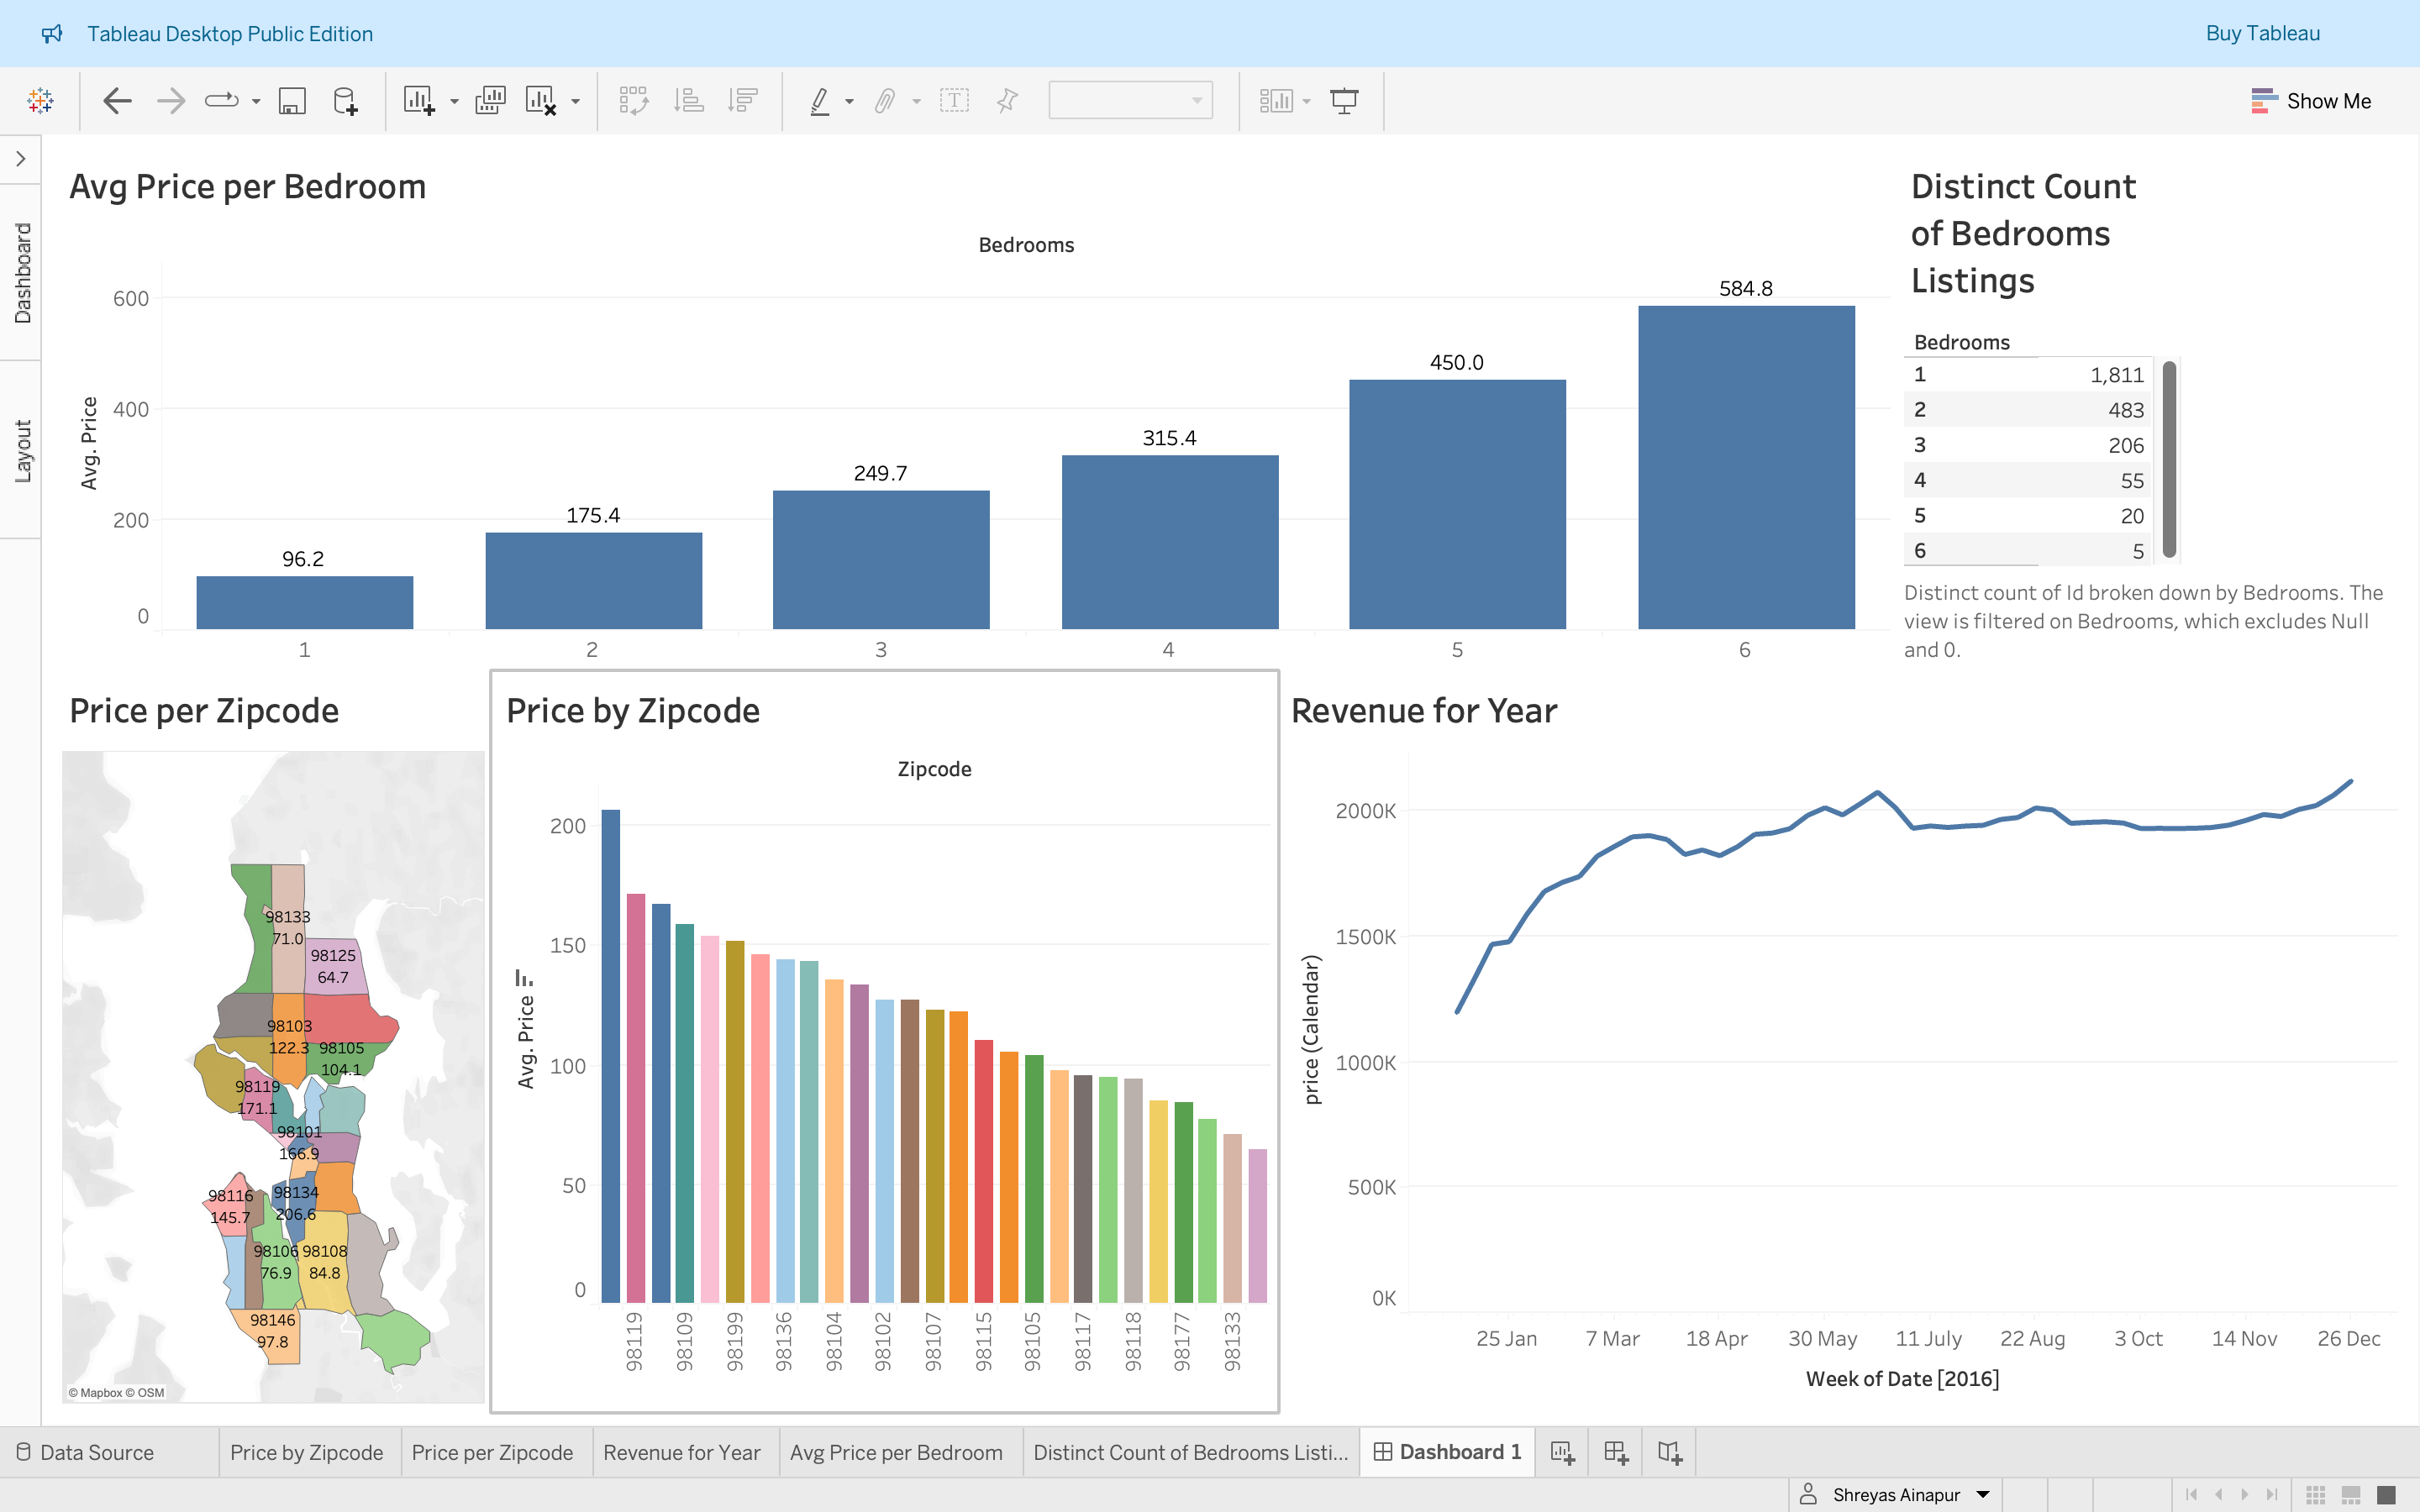 Tableau Desktop Public Edition
Buy Tableau
Show Me
Dashboard
Layout
Avg Price per Bedroom
Bedrooms
Avg. Price
600
400
200
0
96.2
175.4
249.7
315.4
450.0
584.8
1
2
3
4
5
6
Distinct Count
of Bedrooms
Listings
Bedrooms
1 1,811
2 483
3 206
4 55
5 20
6 5
Distinct count of Id broken down by Bedrooms. The
view is filtered on Bedrooms, which excludes Null
and 0.
Price per Zipcode
98133
71.0
98125
64.7
98103
122.3
98105
104.1
98119
171.1
98101
166.9
98116
145.7
98134
206.6
98106
76.9
98108
84.8
98146
97.8
© Mapbox © OSM
Price by Zipcode
Zipcode
Avg. Price
200
150
100
50
0
98119
98109
98199
98136
98104
98102
98107
98115
98105
98117
98118
98177
98133
Revenue for Year
price (Calendar)
2000K
1500K
1000K
500K
0K
25 Jan
7 Mar
18 Apr
30 May
11 July
22 Aug
3 Oct
14 Nov
26 Dec
Week of Date [2016]
Data Source
Price by Zipcode
Price per Zipcode
Revenue for Year
Avg Price per Bedroom
Distinct Count of Bedrooms Listi...
Dashboard 1
Shreyas Ainapur